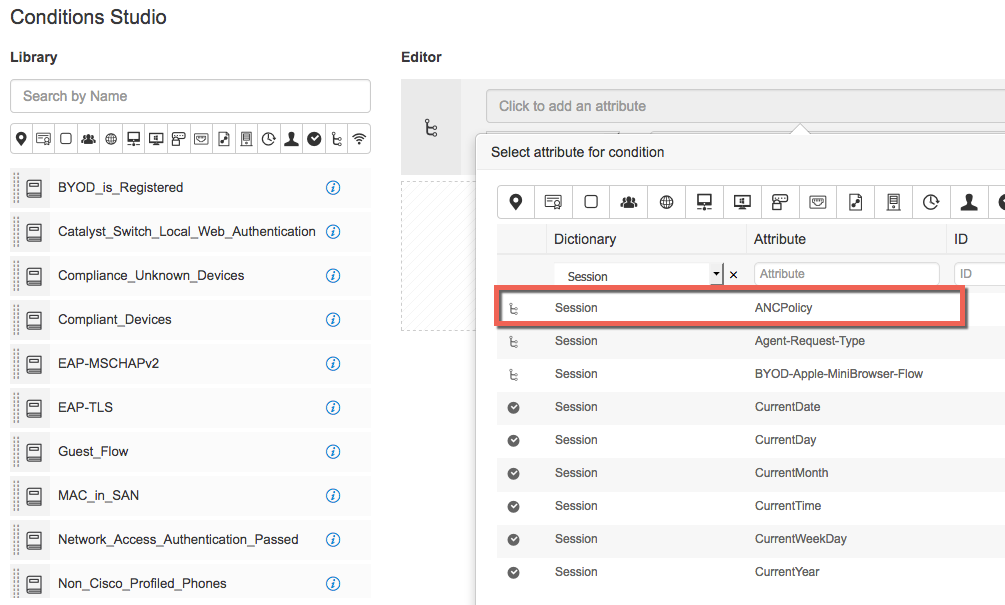 Conditions Studio
Library
Search by Name
BYOD_is_Registered
Catalyst_Switch_Local_Web_Authentication
Compliance_Unknown_Devices
Compliant_Devices
EAP-MSCHAPv2
EAP-TLS
Guest_Flow
MAC_in_SAN
Network_Access_Authentication_Passed
Non_Cisco_Profiled_Phones
Editor
Click to add an attribute
Select attribute for condition
Dictionary Attribute ID
Session × Attribute ID
Session ANCPolicy
Session Agent-Request-Type
Session BYOD-Apple-MiniBrowser-Flow
Session CurrentDate
Session CurrentDay
Session CurrentMonth
Session CurrentTime
Session CurrentWeekDay
Session CurrentYear